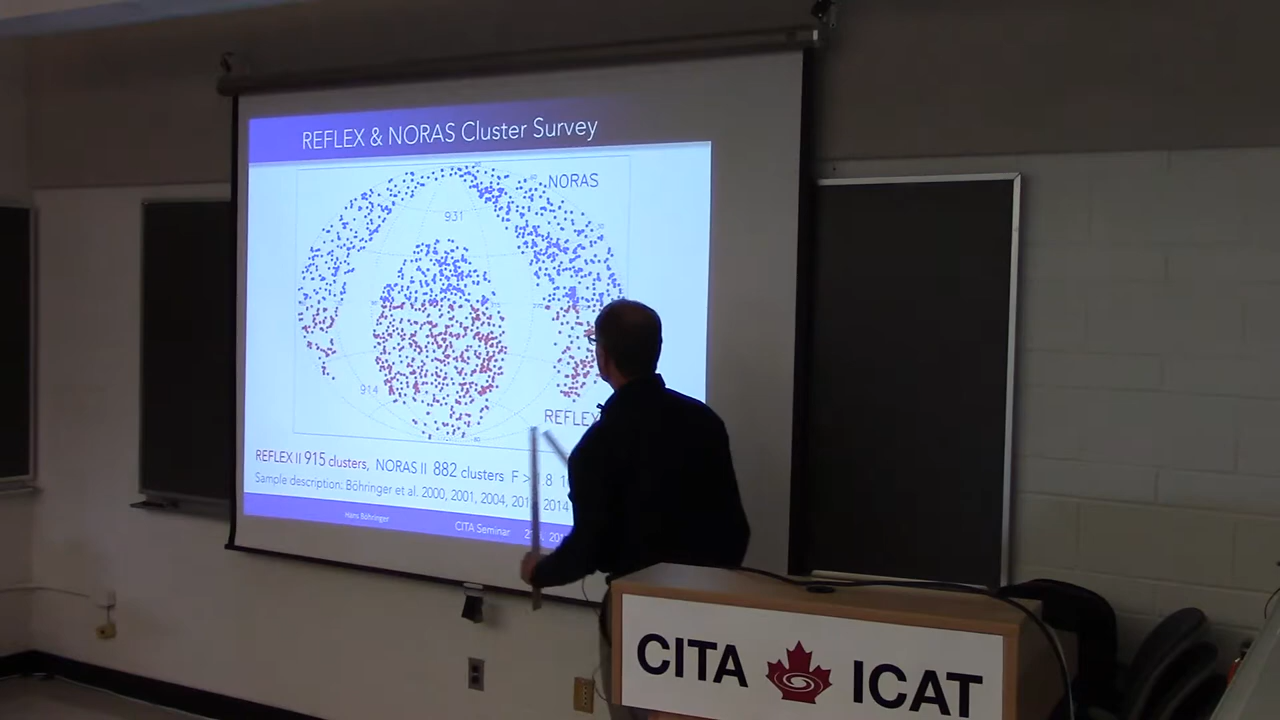 REFLEX & NORAS Cluster Survey
NORAS
931
914
REFLEX
REFLEX II 915 clusters, NORAS II 882 clusters F >
Sample description: Böhringer et al. 2000, 2001, 2004, 2014
Hans Böhringer CITA Seminar
CITA ICAT